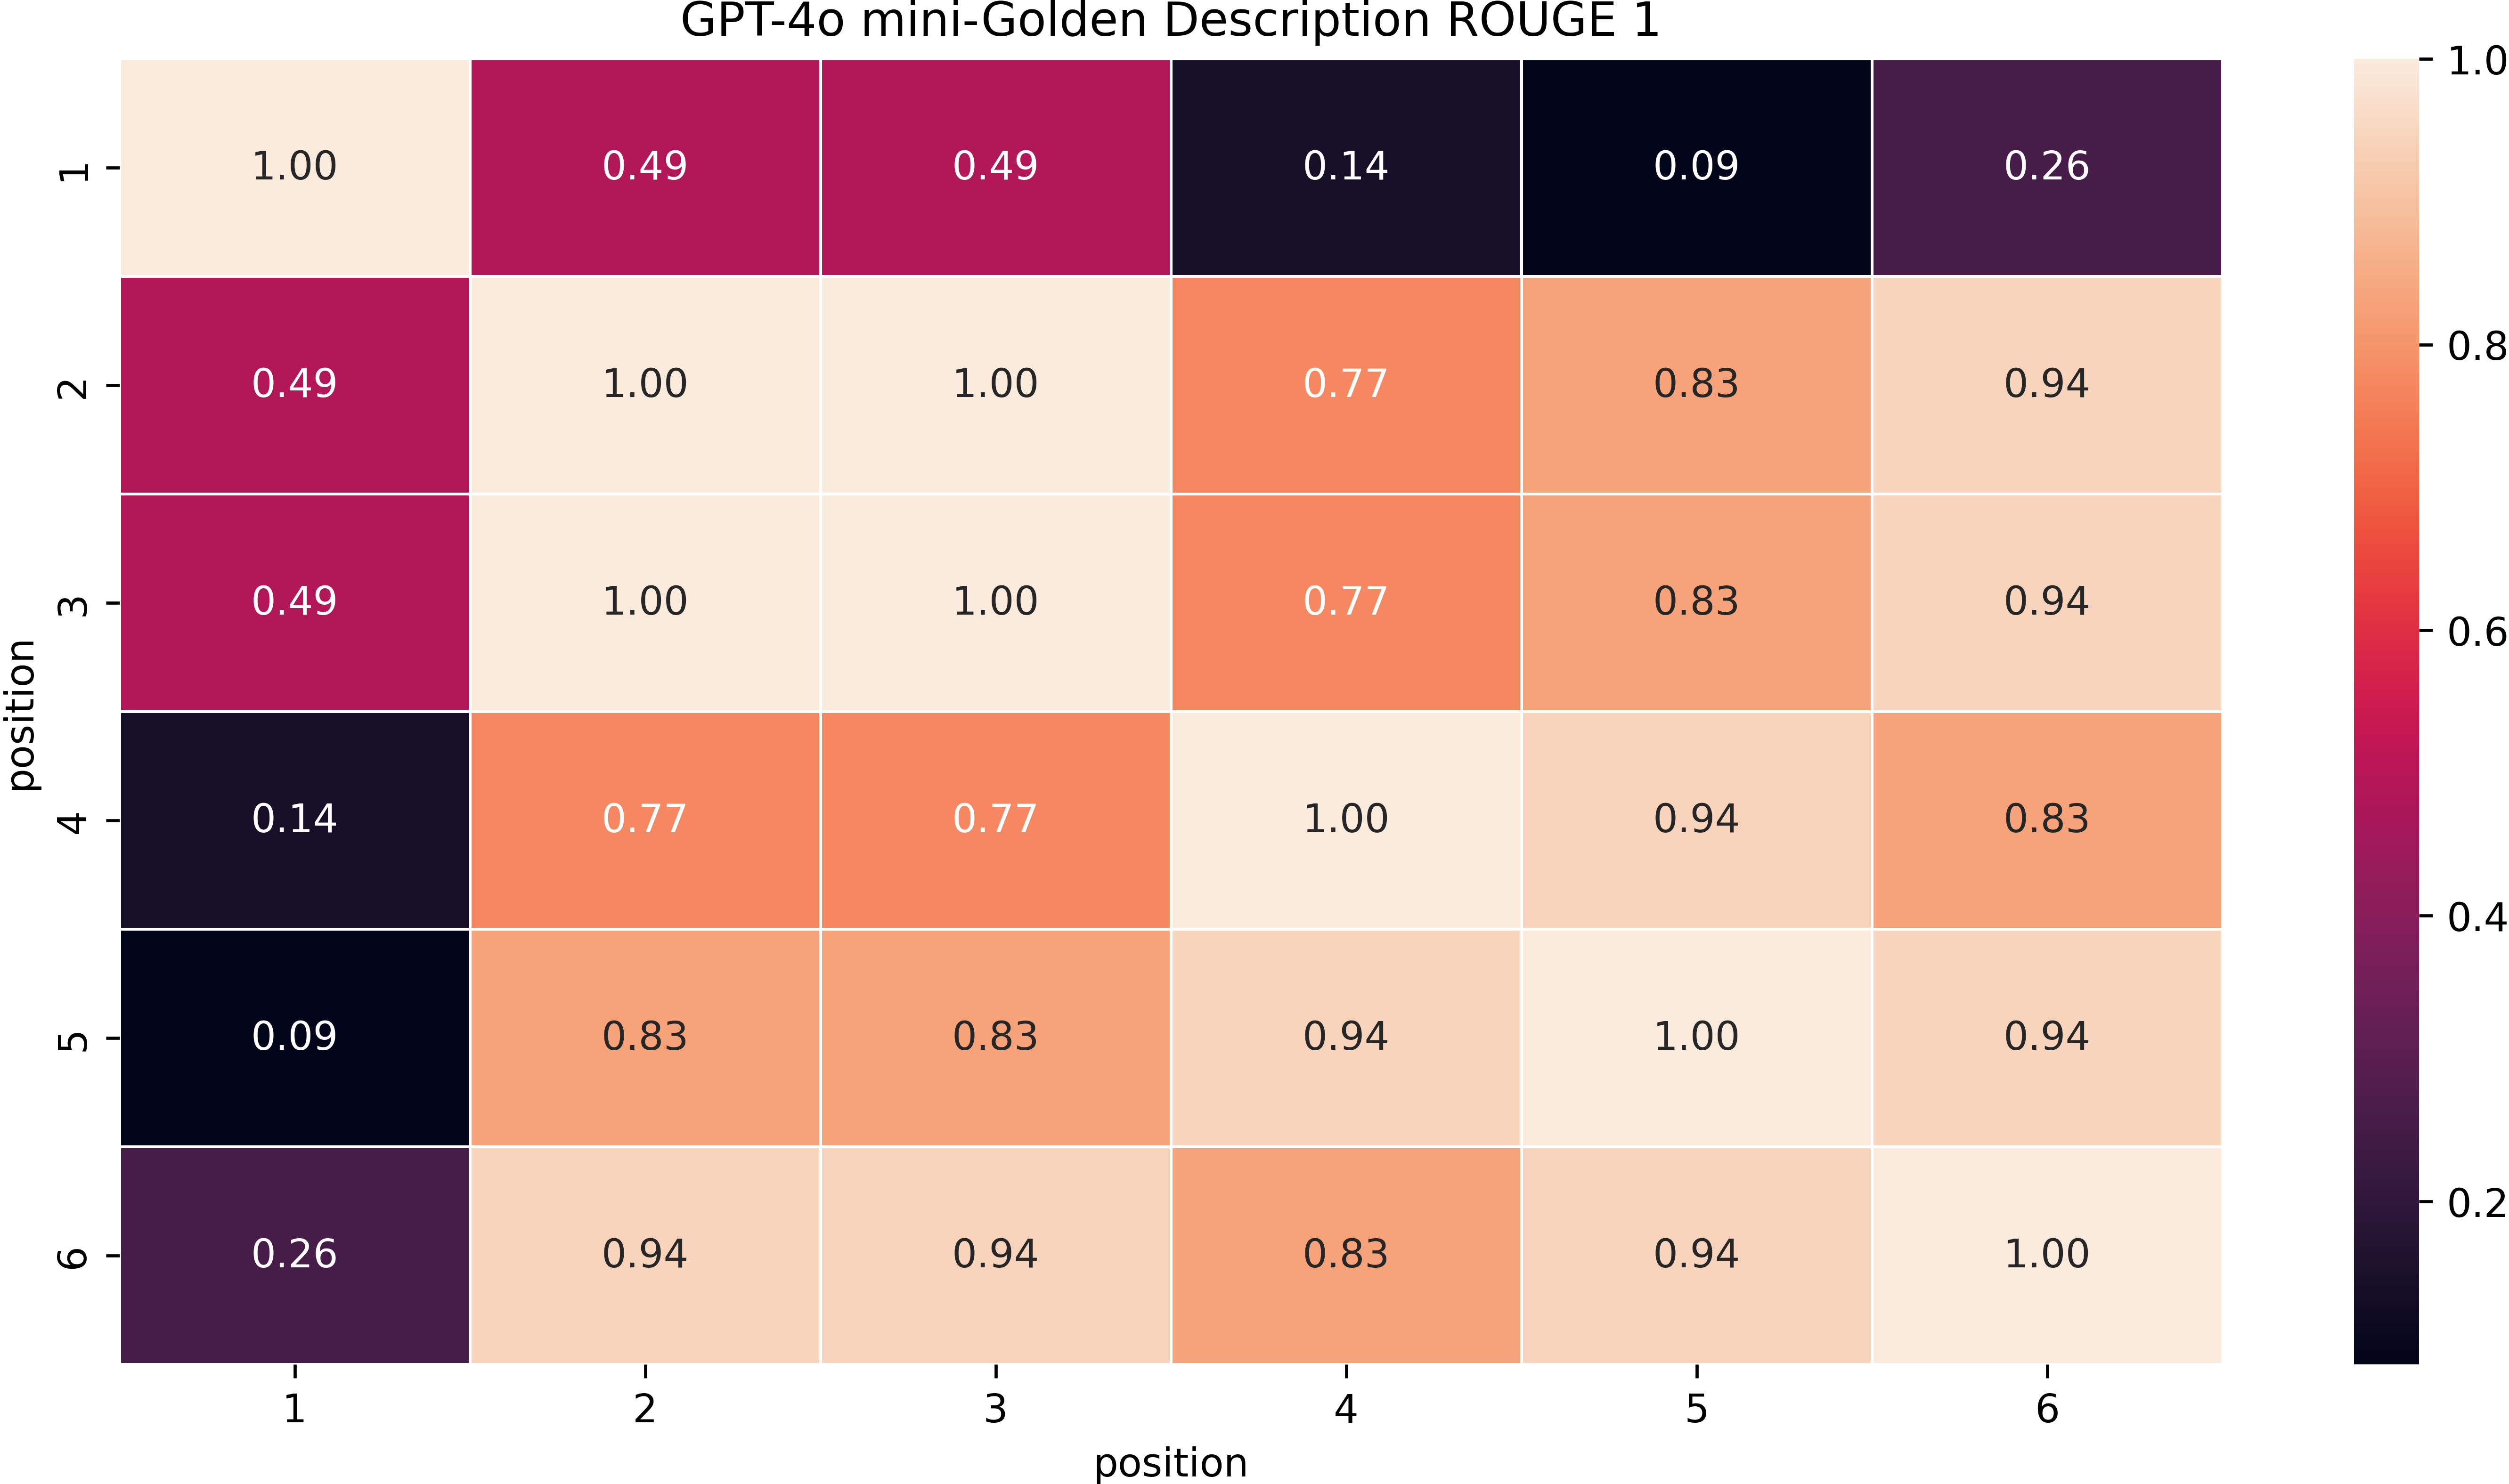 GPT-4o mini-Golden Description ROUGE 1
1 1.00 0.49 0.49 0.14 0.09 0.26
2 0.49 1.00 1.00 0.77 0.83 0.94
3 0.49 1.00 1.00 0.77 0.83 0.94
4 0.14 0.77 0.77 1.00 0.94 0.83
5 0.09 0.83 0.83 0.94 1.00 0.94
6 0.26 0.94 0.94 0.83 0.94 1.00
position
1 2 3 4 5 6
position
1.0
0.8
0.6
0.4
0.2